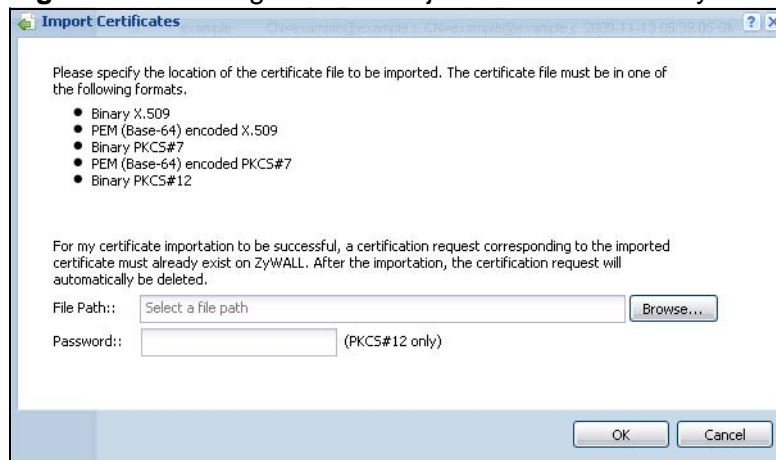 Import Certificates
Please specify the location of the certificate file to be imported. The certificate file must be in one of
the following formats.
● Binary X.509
● PEM (Base-64) encoded X.509
● Binary PKCS#7
● PEM (Base-64) encoded PKCS#7
● Binary PKCS#12
For my certificate importation to be successful, a certification request corresponding to the imported
certificate must already exist on ZyWALL. After the importation, the certification request will
automatically be deleted.
File Path:: Select a file path Browse...
Password:: (PKCS#12 only)
OK Cancel